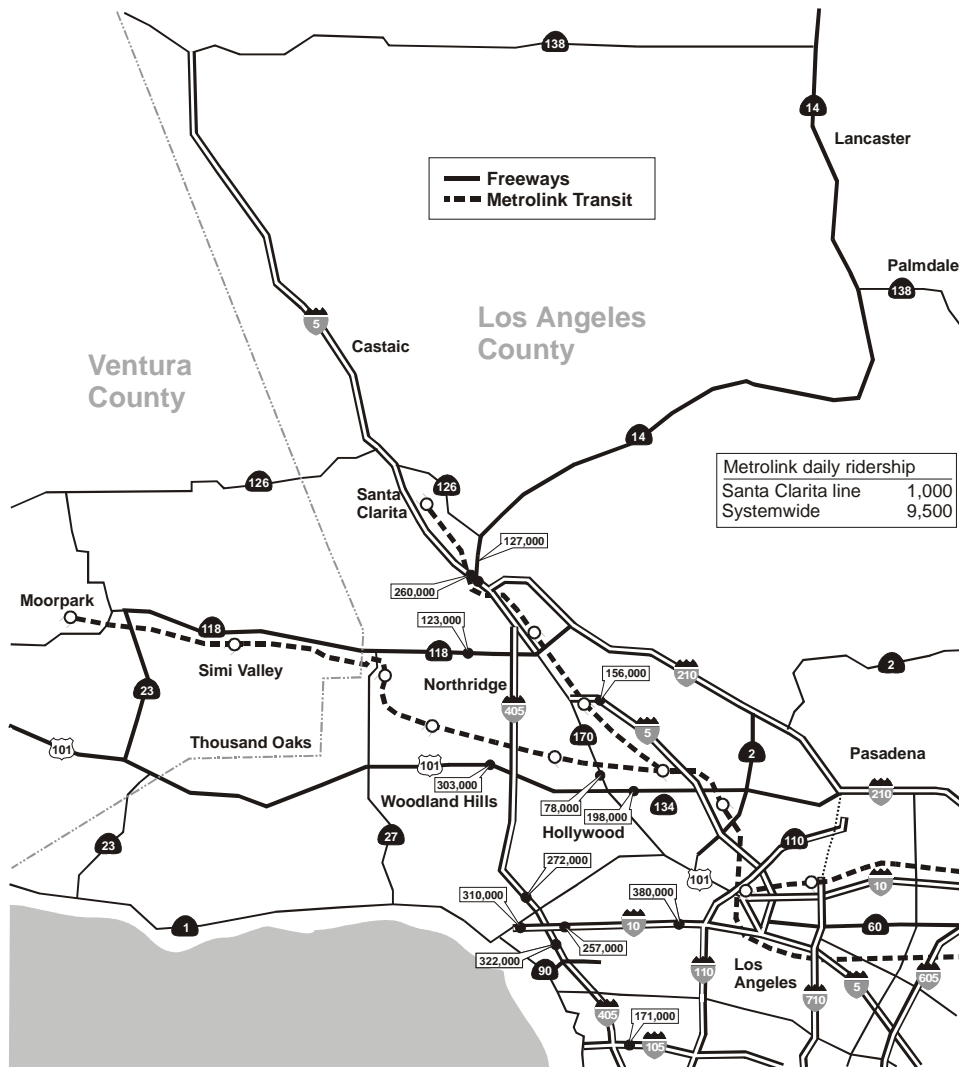 138
14
Lancaster
Freeways
Metrolink Transit
Palmdale
138
5
Los Angeles
County
Castaic
Ventura
County
14
Metrolink daily ridership
Santa Clarita line 1,000
Systemwide 9,500
126
126
Santa
Clarita
127,000
260,000
Moorpark
118
123,000
118
Simi Valley
2
Northridge
156,000
210
23
405
170
5
101
Thousand Oaks
101
2
Pasadena
303,000
Woodland Hills
78,000
198,000
134
210
Hollywood
23
27
110
272,000
101
10
310,000
380,000
1
10
60
257,000
322,000
90
110
Los
Angeles
605
5
710
405
171,000
105